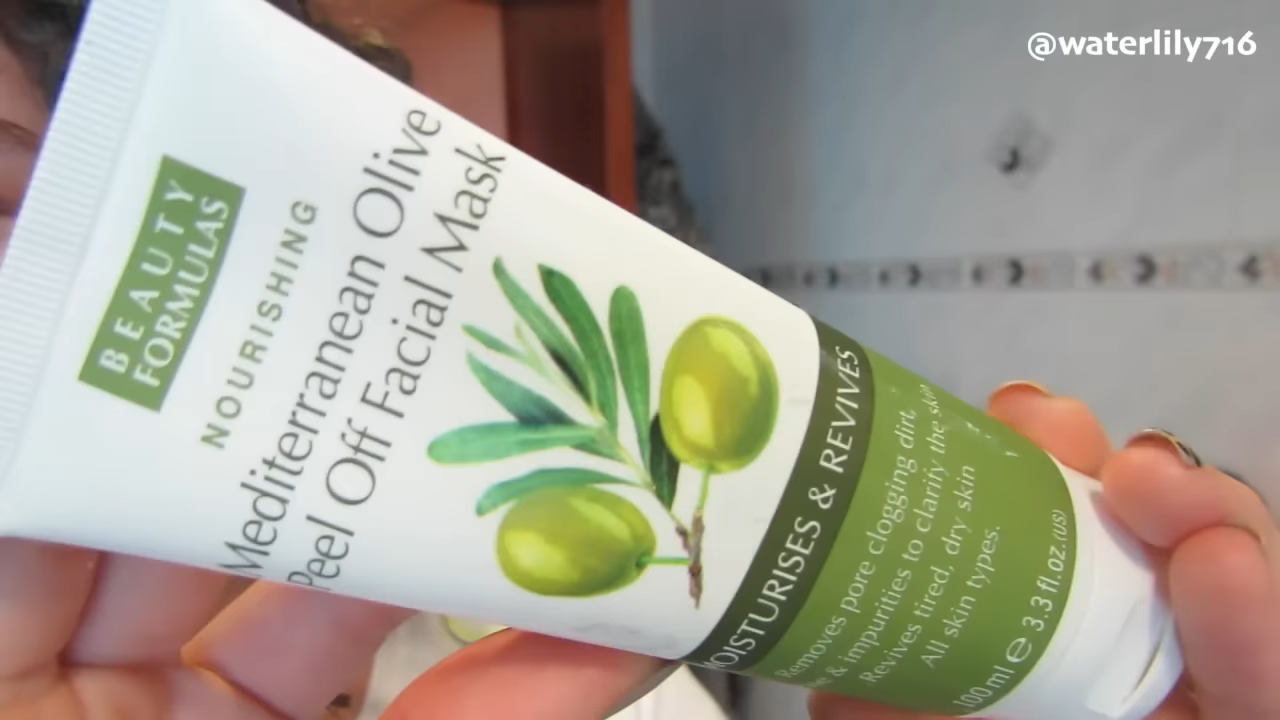 @waterlily716
BEAUTY
FORMULAS
NOURISHING
Mediterranean Olive
Peel Off Facial Mask
MOISTURISES & REVIVES
Removes pore clogging dirt,
& impurities to clarify the skin
Revives tired, dry skin
All skin types.
100ml e 3.3 fl.oz.(US)